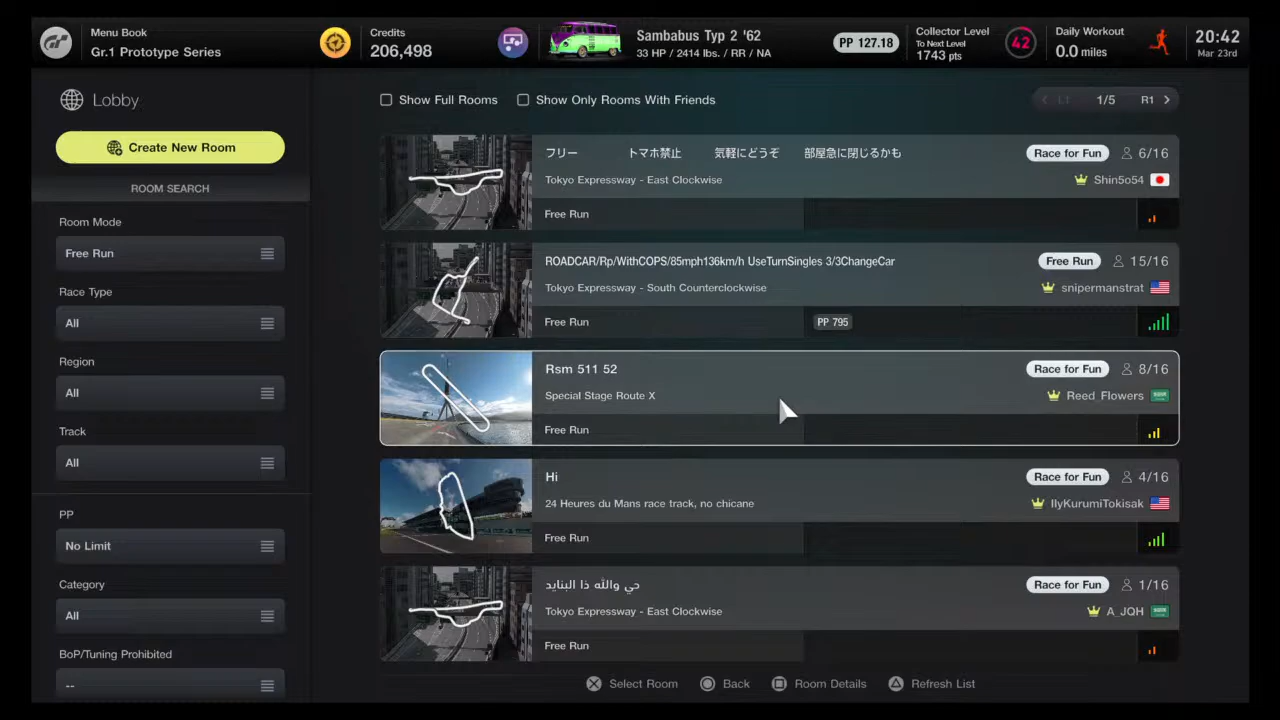 Menu Book
Gr.1 Prototype Series
Credits
206,498
Sambabus Typ 2 '62
33 HP / 2414 lbs. / RR / NA
PP 127.18
Collector Level
To Next Level
1743 pts
42
Daily Workout
0.0 miles
20:42
Mar 23rd
Lobby
Create New Room
ROOM SEARCH
Room Mode
Free Run
Race Type
All
Region
All
Track
All
PP
No Limit
Category
All
BoP/Tuning Prohibited
--
Show Full Rooms
Show Only Rooms With Friends
L1 1/5 R1
フリー トマホ禁止 気軽にどうぞ 部屋急に閉じるかも
Race for Fun 6/16
Tokyo Expressway - East Clockwise
Shin5o54
Free Run
ROADCAR/Rp/WithCOPS/85mph136km/h UseTurnSingles 3/3ChangeCar
Free Run 15/16
Tokyo Expressway - South Counterclockwise
snipermanstrat
Free Run
PP 795
Rsm 511 52
Race for Fun 8/16
Special Stage Route X
Reed_Flowers
Free Run
Hi
Race for Fun 4/16
24 Heures du Mans race track, no chicane
IlyKurumiTokisak
Free Run
حي والله ذا البنايد
Race for Fun 1/16
Tokyo Expressway - East Clockwise
A_JQH
Free Run
Select Room Back Room Details Refresh List